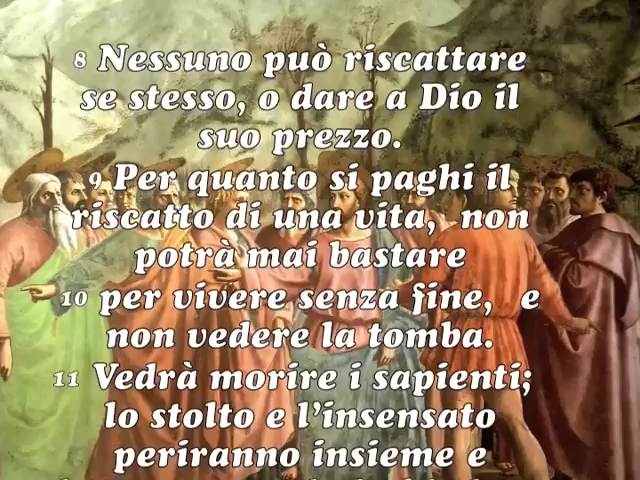 8 Nessuno può riscattare
se stesso, o dare a Dio il
suo prezzo.
9 Per quanto si paghi il
riscatto di una vita, non
potrà mai bastare
10 per vivere senza fine, e
non vedere la tomba.
11 Vedrà morire i sapienti;
lo stolto e l'insensato
periranno insieme e